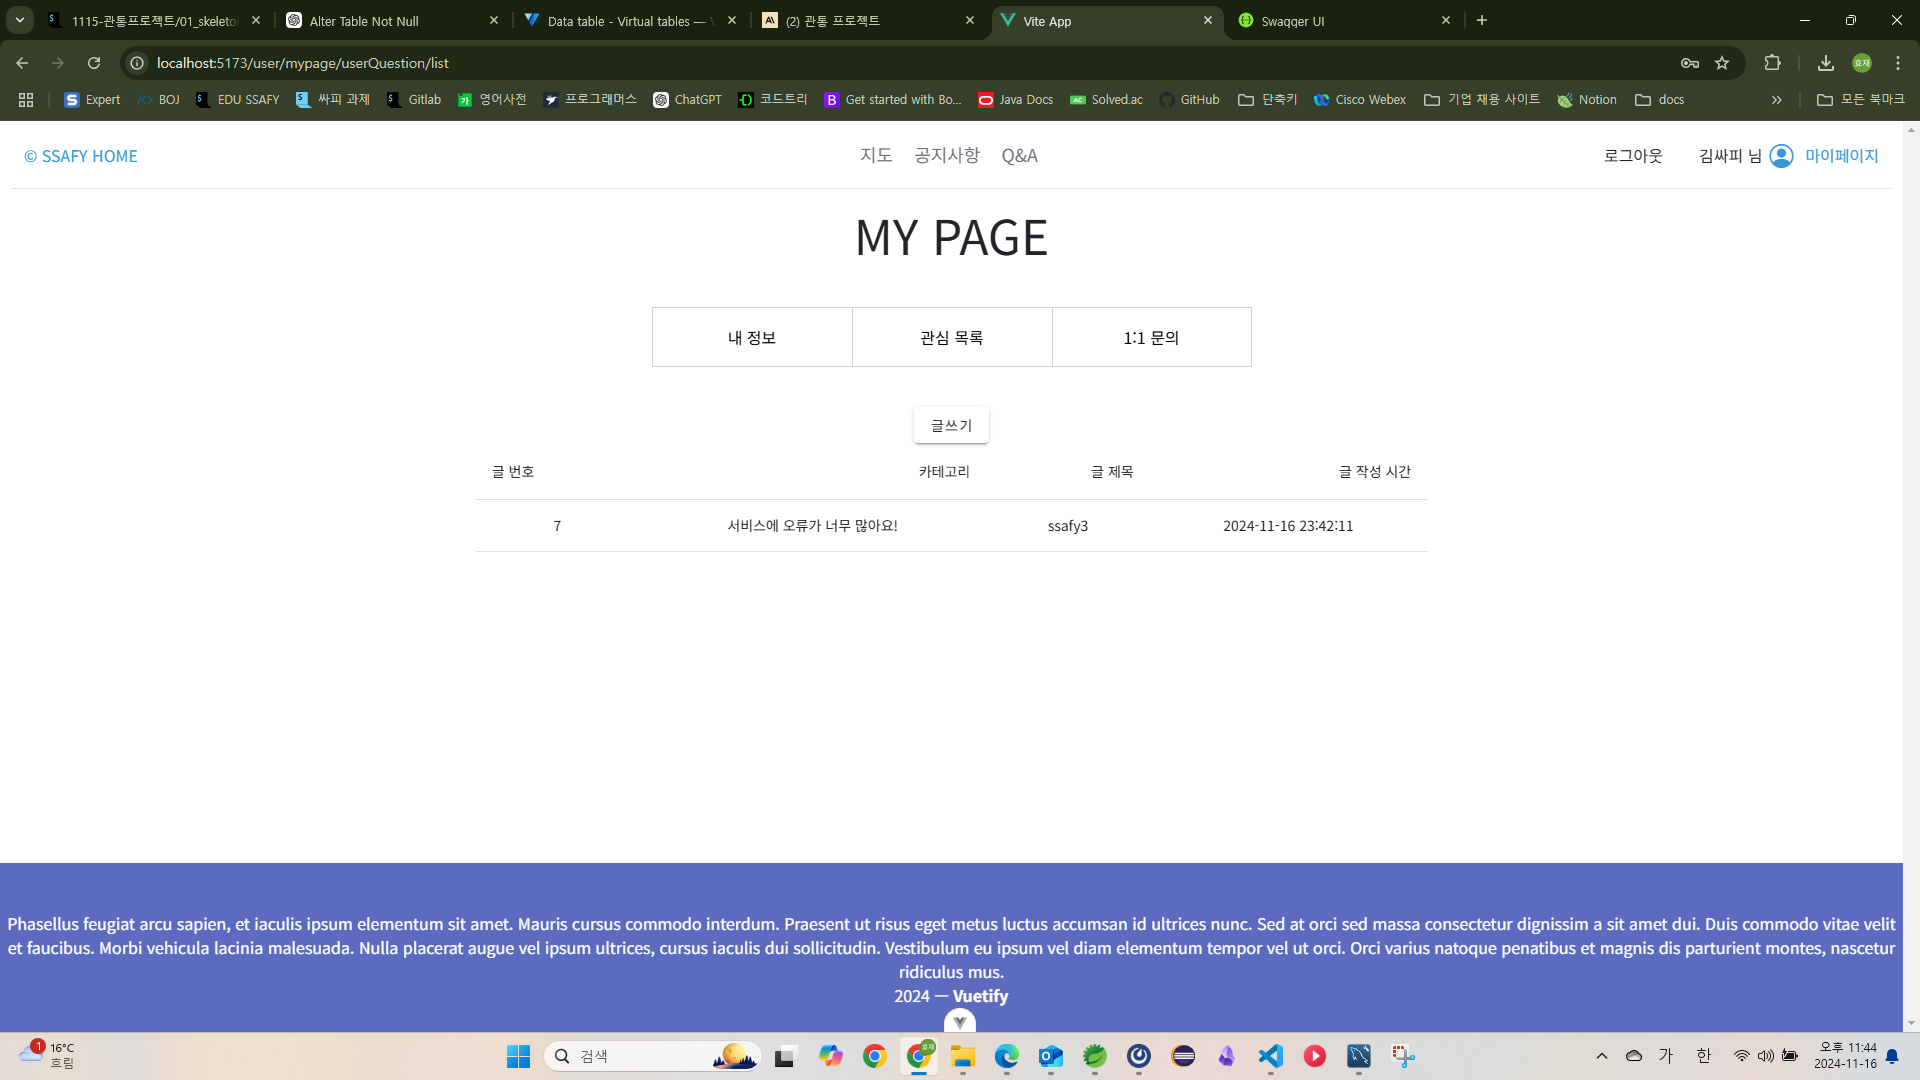 1115-관통프로젝트/01_skeleto
Alter Table Not Null
Data table - Virtual tables — V
(2) 관통 프로젝트
Vite App
Swagger UI
localhost:5173/user/mypage/userQuestion/list
효재
Expert
BOJ
EDU SSAFY
싸피 과제
Gitlab
영어사전
프로그래머스
ChatGPT
코드트리
Get started with Bo...
Java Docs
Solved.ac
GitHub
단축키
Cisco Webex
기업 채용 사이트
Notion
docs
모든 북마크
© SSAFY HOME
지도 공지사항 Q&A
로그아웃 김싸피 님 마이페이지
MY PAGE
내 정보 관심 목록 1:1 문의
글쓰기
글 번호 카테고리 글 제목 글 작성 시간
7 서비스에 오류가 너무 많아요! ssafy3 2024-11-16 23:42:11
Phasellus feugiat arcu sapien, et iaculis ipsum elementum sit amet. Mauris cursus commodo interdum. Praesent ut risus eget metus luctus accumsan id ultrices nunc. Sed at orci sed massa consectetur dignissim a sit amet dui. Duis commodo vitae velit
et faucibus. Morbi vehicula lacinia malesuada. Nulla placerat augue vel ipsum ultrices, cursus iaculis dui sollicitudin. Vestibulum eu ipsum vel diam elementum tempor vel ut orci. Orci varius natoque penatibus et magnis dis parturient montes, nascetur
ridiculus mus.
2024 — Vuetify
1
16°C
흐림
검색
가
한
오후 11:44
2024-11-16